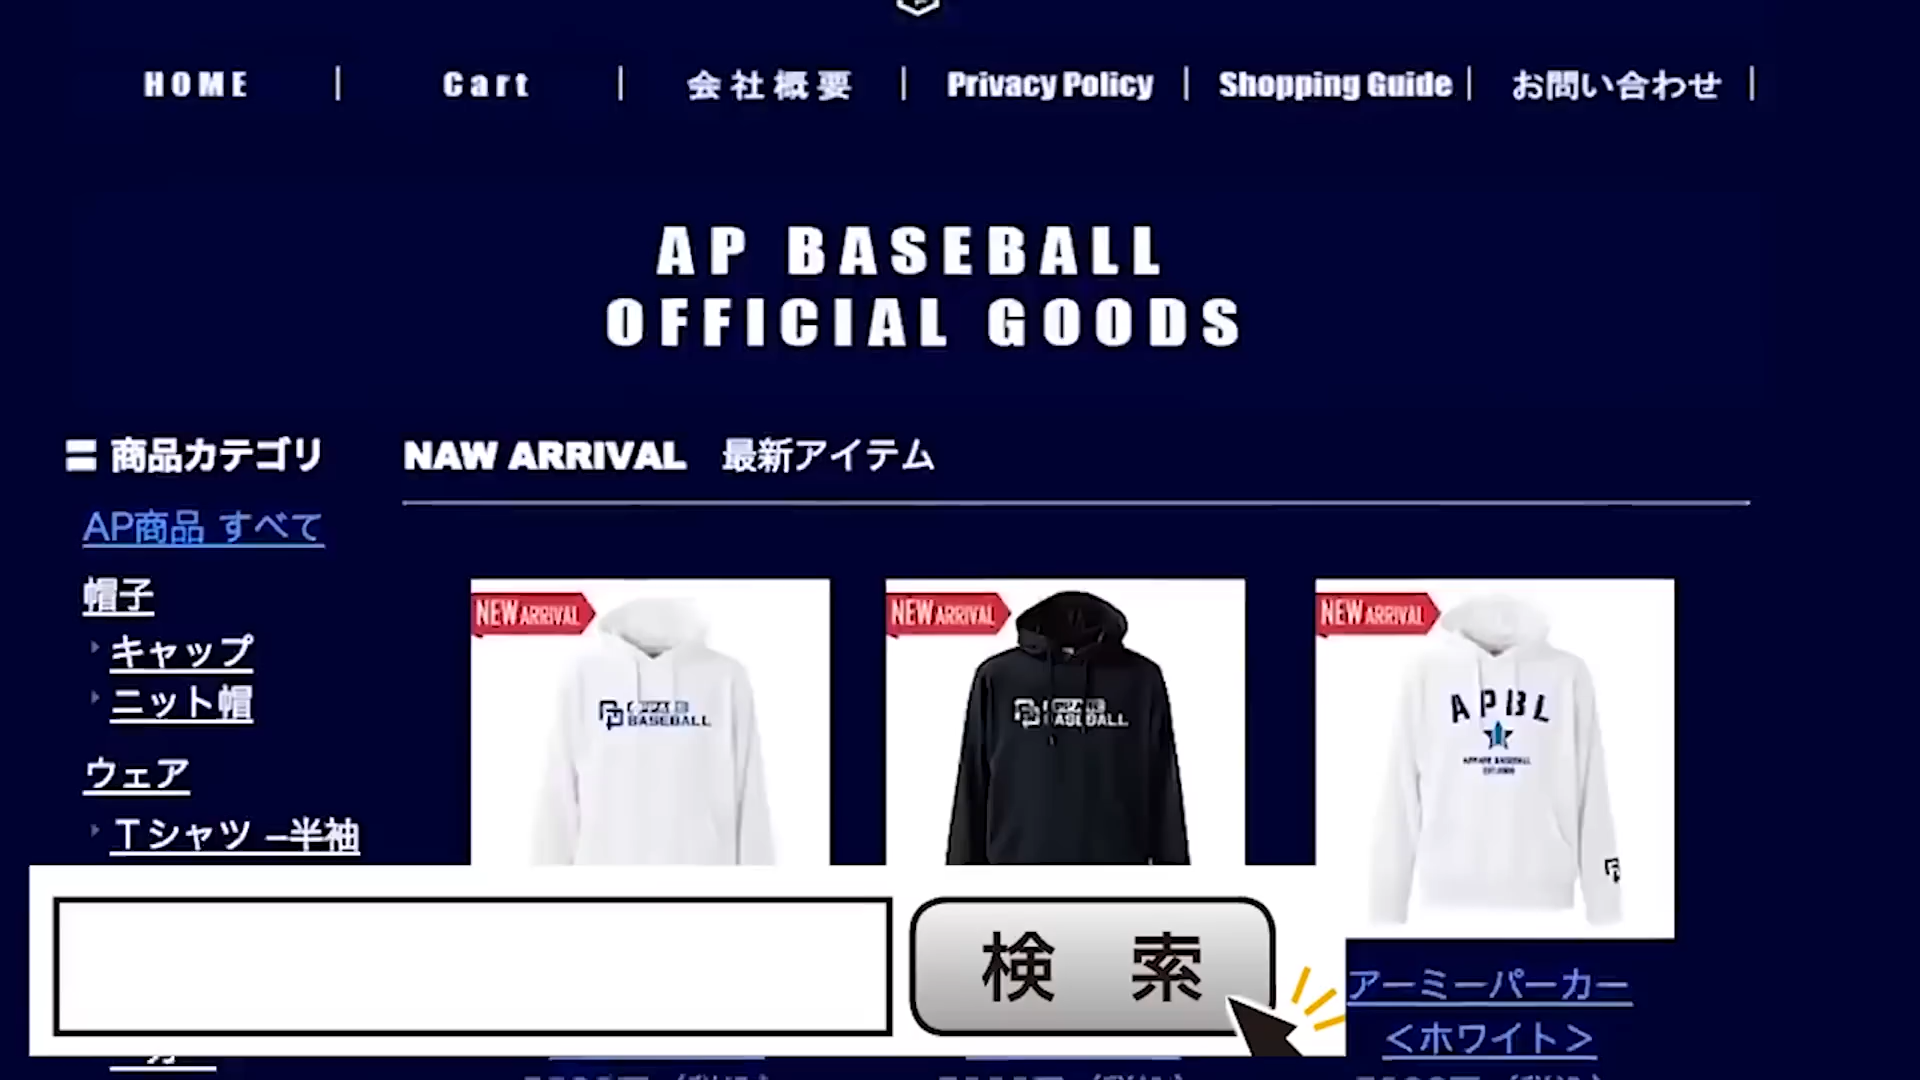 HOME | Cart | 会社概要 | Privacy Policy | Shopping Guide | お問い合わせ |
AP BASEBALL
OFFICIAL GOODS
商品カテゴリ
AP商品 すべて
帽子
キャップ
ニット帽
ウェア
Tシャツ –半袖
NAW ARRIVAL 最新アイテム
NEW ARRIVAL
BASEBALL
NEW ARRIVAL
BASEBALL
NEW ARRIVAL
APBL
APPARE BASEBALL
アーミーパーカー
＜ホワイト＞
検索